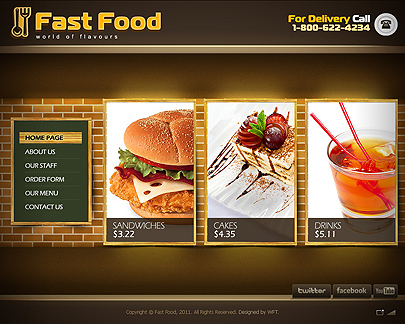 Fast Food
world of flavours
For Delivery Call
1-800-622-4234
HOME PAGE
ABOUT US
OUR STAFF
ORDER FORM
OUR MENU
CONTACT US
SANDWICHES
$3.22
CAKES
$4.35
DRINKS
$5.11
twitter
facebook
You Tube
Copyright © Fast Food, 2011. All Rights Reserved. Designed by WFT.